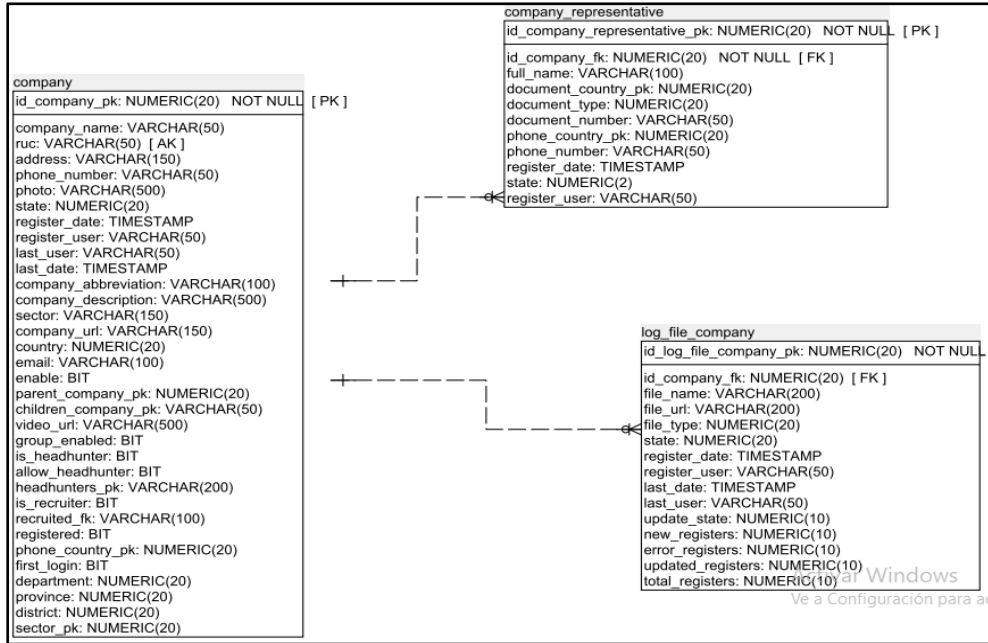 company
id_company_pk: NUMERIC(20) NOT NULL [ PK ]
company_name: VARCHAR(50)
ruc: VARCHAR(50) [ AK ]
address: VARCHAR(150)
phone_number: VARCHAR(50)
photo: VARCHAR(500)
state: NUMERIC(20)
register_date: TIMESTAMP
register_user: VARCHAR(50)
last_user: VARCHAR(50)
last_date: TIMESTAMP
company_abbreviation: VARCHAR(100)
company_description: VARCHAR(500)
sector: VARCHAR(150)
company_url: VARCHAR(150)
country: NUMERIC(20)
email: VARCHAR(100)
enable: BIT
parent_company_pk: NUMERIC(20)
children_company_pk: VARCHAR(50)
video_url: VARCHAR(500)
group_enabled: BIT
is_headhunter: BIT
allow_headhunter: BIT
headhunters_pk: VARCHAR(200)
is_recruiter: BIT
recruited_fk: VARCHAR(100)
registered: BIT
phone_country_pk: NUMERIC(20)
first_login: BIT
department: NUMERIC(20)
province: NUMERIC(20)
district: NUMERIC(20)
sector_pk: NUMERIC(20)
company_representative
id_company_representative_pk: NUMERIC(20) NOT NULL [ PK ]
id_company_fk: NUMERIC(20) NOT NULL [ FK ]
full_name: VARCHAR(100)
document_country_pk: NUMERIC(20)
document_type: NUMERIC(20)
document_number: VARCHAR(50)
phone_country_pk: NUMERIC(20)
phone_number: VARCHAR(50)
register_date: TIMESTAMP
state: NUMERIC(2)
register_user: VARCHAR(50)
log_file_company
id_log_file_company_pk: NUMERIC(20) NOT NULL
id_company_fk: NUMERIC(20) [ FK ]
file_name: VARCHAR(200)
file_url: VARCHAR(200)
file_type: NUMERIC(20)
state: NUMERIC(20)
register_date: TIMESTAMP
register_user: VARCHAR(50)
last_date: TIMESTAMP
last_user: VARCHAR(50)
update_state: NUMERIC(10)
new_registers: NUMERIC(10)
error_registers: NUMERIC(10)
updated_registers: NUMERIC(10)
total_registers: NUMERIC(10)
Activar Windows
Ve a Configuración para